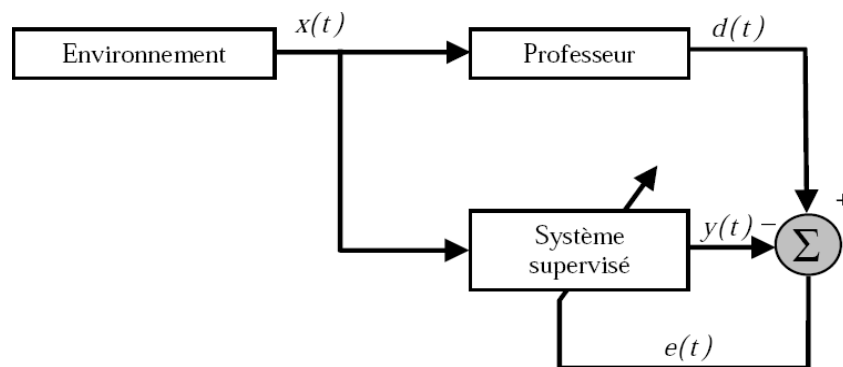 x(t)
Environnement
Professeur
d(t)
+
Système
supervisé
y(t) −
Σ
e(t)